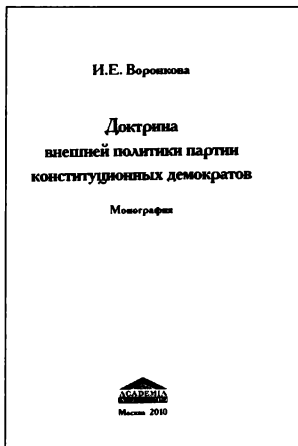 И.Е. Воронкова
Доктрина
внешней политики партии
конституционных демократов
Монография
ACADEMIA
Москва 2010